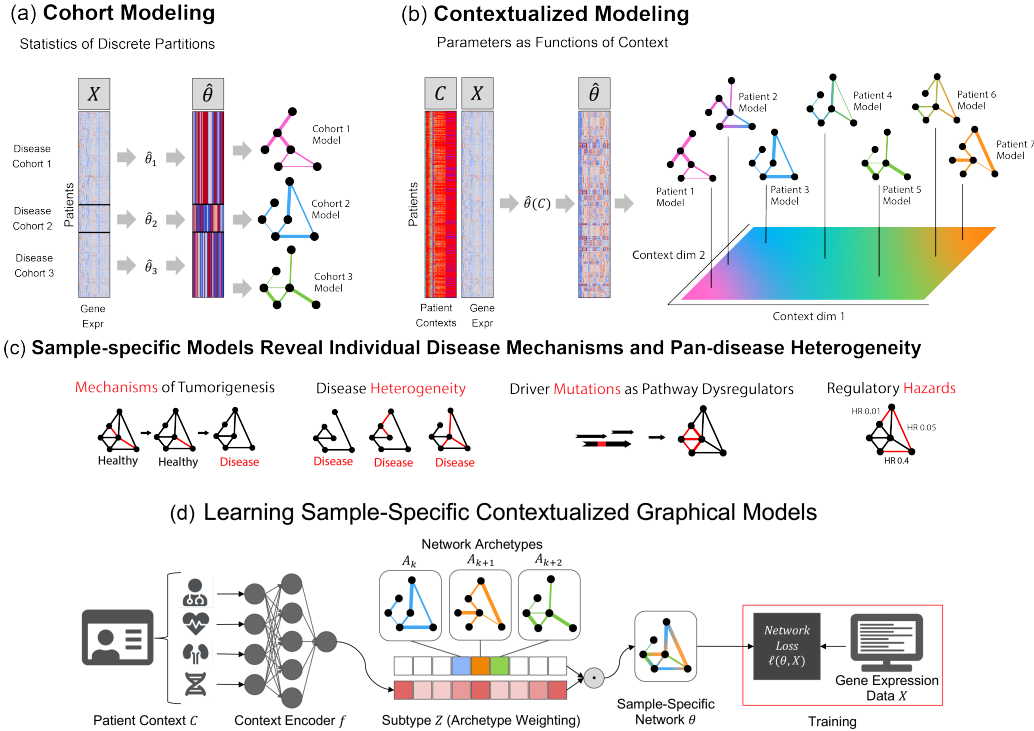 (a) Cohort Modeling
Statistics of Discrete Partitions
X
θ̂
Disease
Cohort 1
Disease
Cohort 2
Disease
Cohort 3
Patients
θ̂₁
θ̂₂
θ̂₃
Cohort 1
Model
Cohort 2
Model
Cohort 3
Model
Gene
Expr
(b) Contextualized Modeling
Parameters as Functions of Context
C
X
θ̂
Patients
θ̂(C)
Patient
Contexts
Gene
Expr
Patient 1
Model
Patient 2
Model
Patient 3
Model
Patient 4
Model
Patient 5
Model
Patient 6
Model
Patient 7
Model
Context dim 2
Context dim 1
(c) Sample-specific Models Reveal Individual Disease Mechanisms and Pan-disease Heterogeneity
Mechanisms of Tumorigenesis
Healthy
Healthy
Disease
Disease Heterogeneity
Disease
Disease
Disease
Driver Mutations as Pathway Dysregulators
Regulatory Hazards
HR 0.01
HR 0.05
HR 0.4
(d) Learning Sample-Specific Contextualized Graphical Models
Network Archetypes
Aₖ
Aₖ₊₁
Aₖ₊₂
Patient Context C
Context Encoder f
Subtype Z (Archetype Weighting)
Sample-Specific
Network θ
Network
Loss
ℓ(θ, X)
Gene Expression
Data X
Training